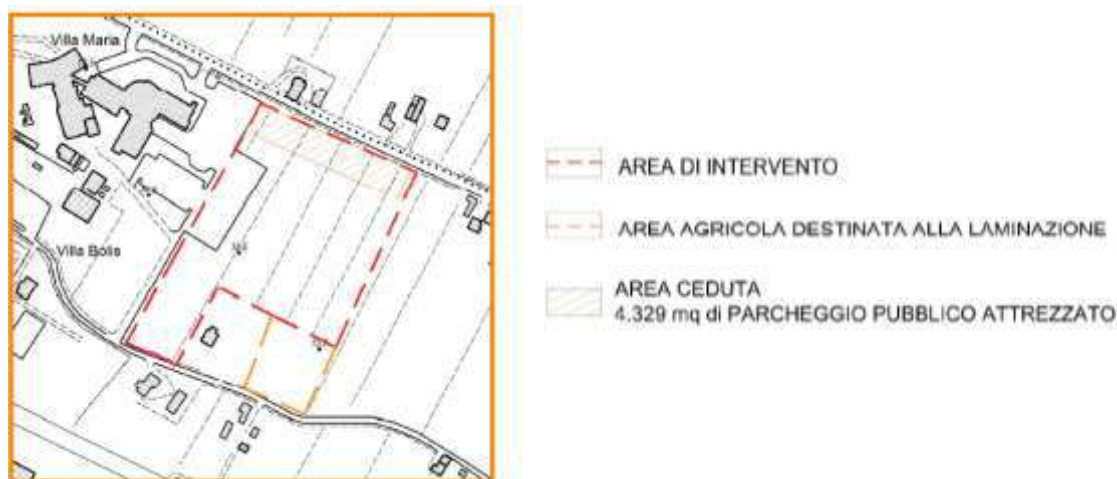 Villa Maria
Villa Bolis
AREA DI INTERVENTO
AREA AGRICOLA DESTINATA ALLA LAMINAZIONE
AREA CEDUTA
4.329 mq di PARCHEGGIO PUBBLICO ATTREZZATO